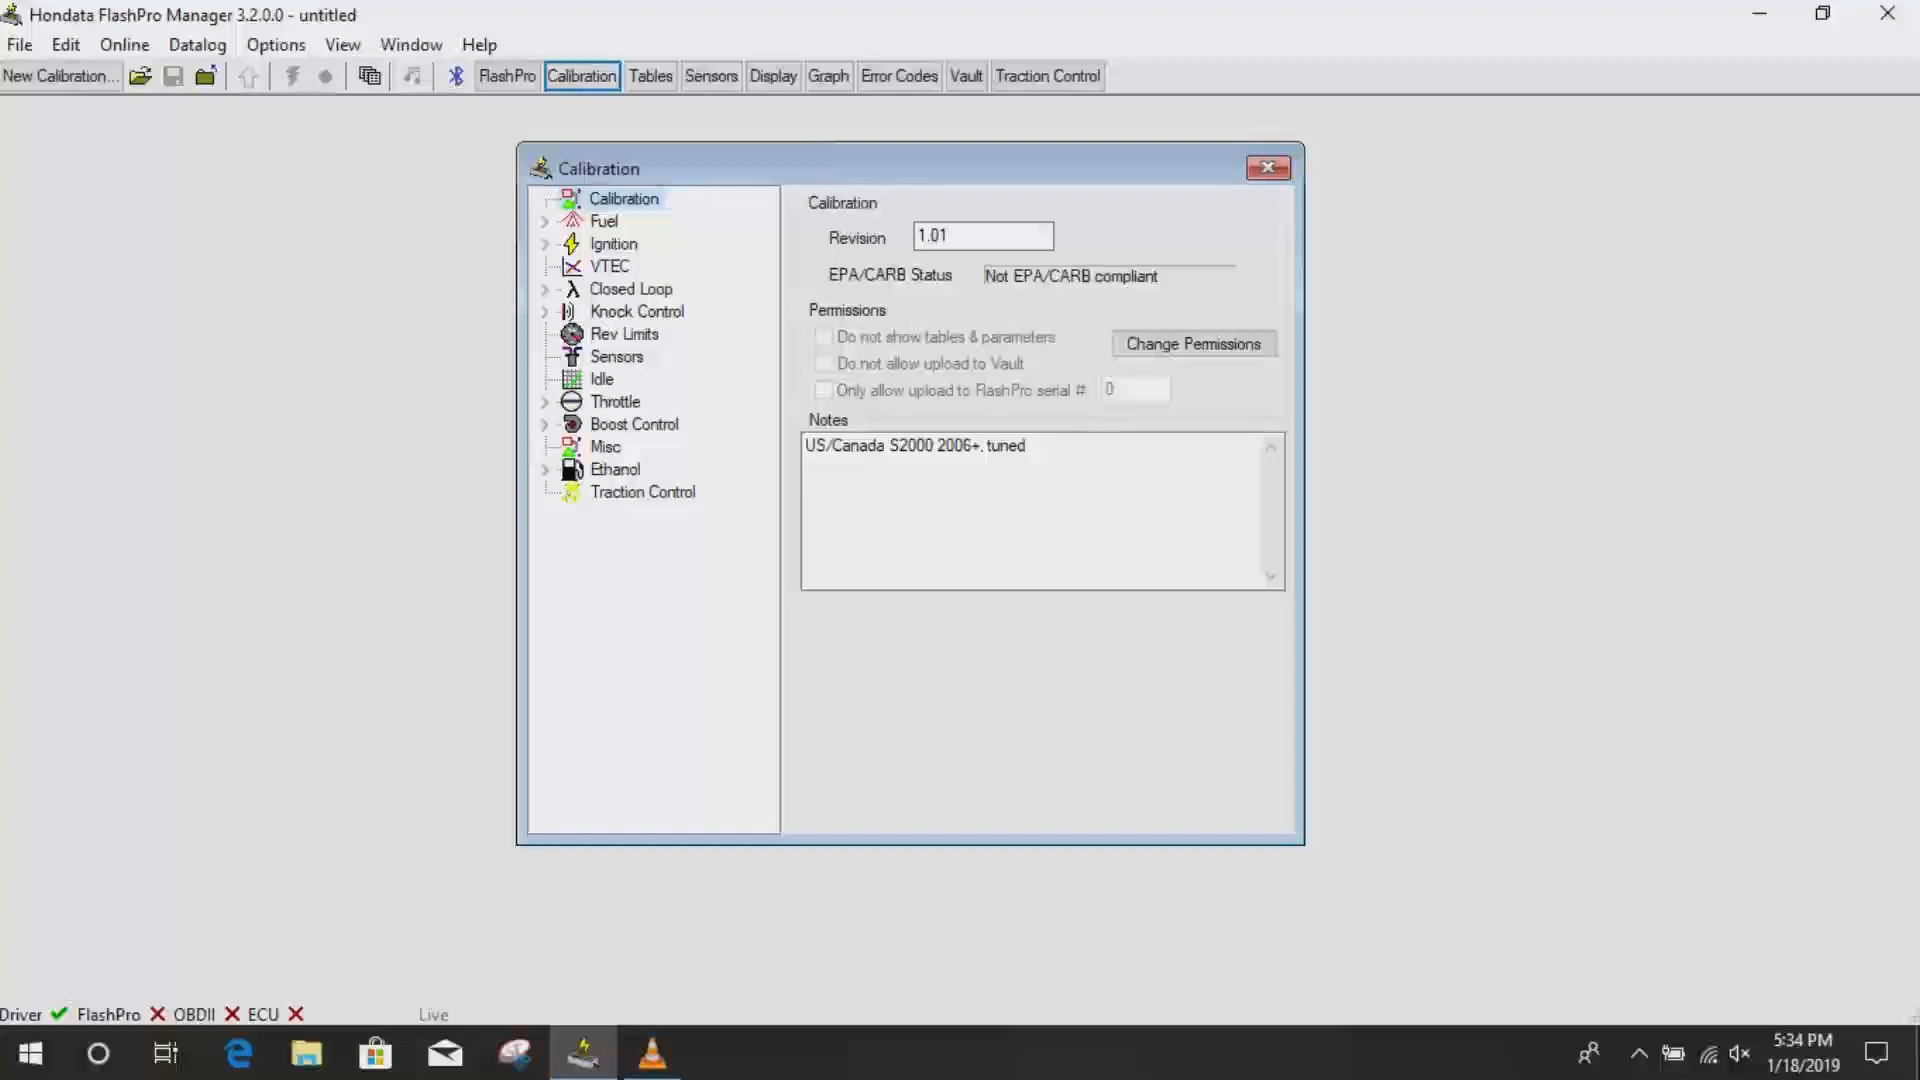 Hondata FlashPro Manager 3.2.0.0 - untitled
File Edit Online Datalog Options View Window Help
New Calibration... FlashPro Calibration Tables Sensors Display Graph Error Codes Vault Traction Control
Calibration
Calibration
Fuel
Ignition
VTEC
Closed Loop
Knock Control
Rev Limits
Sensors
Idle
Throttle
Boost Control
Misc
Ethanol
Traction Control
Calibration
Revision 1.01
EPA/CARB Status Not EPA/CARB compliant
Permissions
Do not show tables & parameters Change Permissions
Do not allow upload to Vault
Only allow upload to FlashPro serial # 0
Notes
US/Canada S2000 2006+, tuned
Driver FlashPro OBDII ECU Live
5:34 PM
1/18/2019